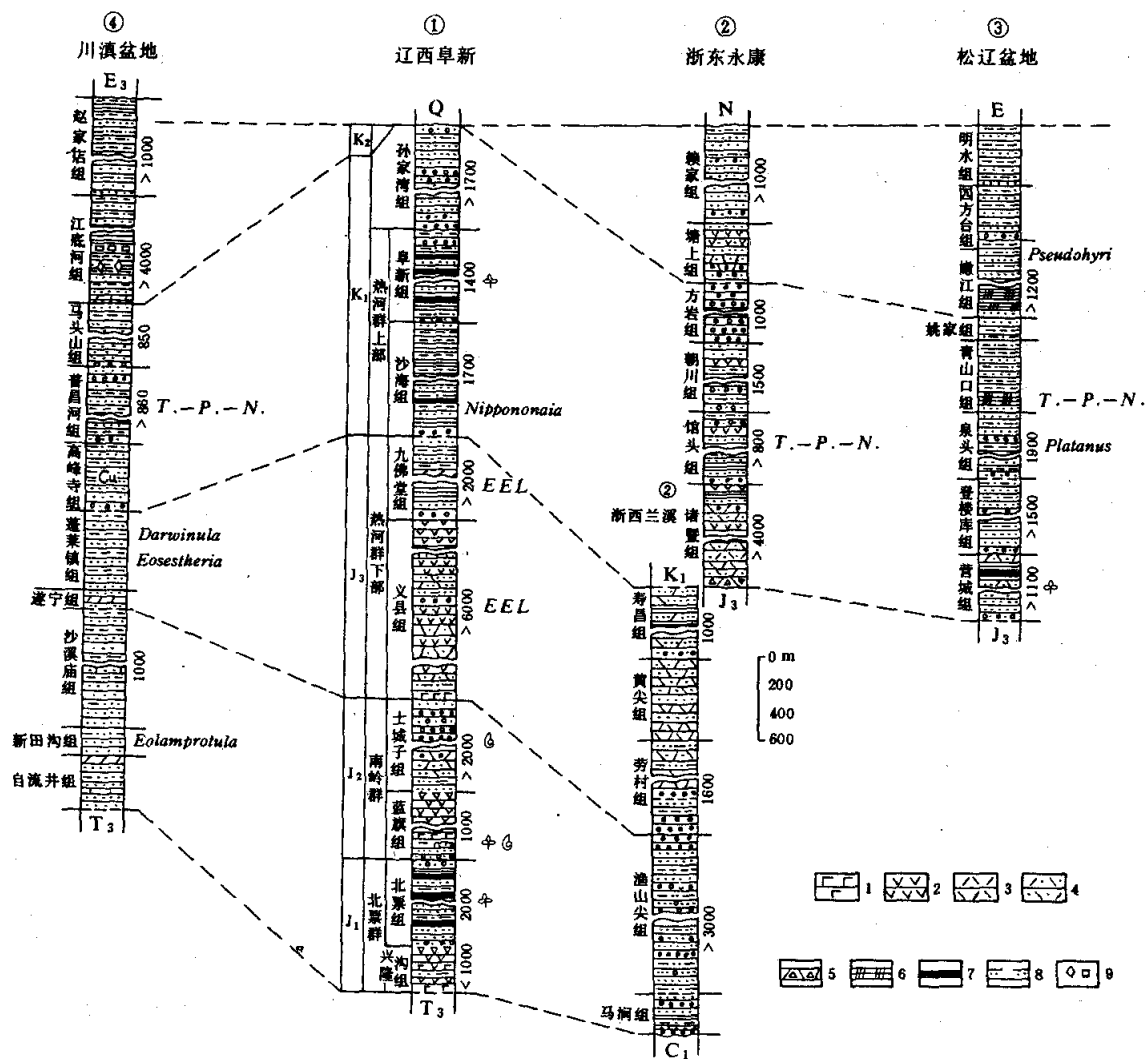 ④
川滇盆地
E₃
赵家店组
>1000
江底河组
>4000
马头山组
850
普昌河组
>860
T.-P.-N.
高峰寺组
Cu
蓬莱镇组
Darwinula
Eosestheria
遂宁组
沙溪庙组
1000
新田沟组
Eolamprotula
自流井组
T₃
①
辽西阜新
Q
K₂
K₁
J₃
J₂
J₁
热河群上部
热河群下部
南岭群
北票群
孙家湾组
>1700
阜新组
1400
沙海组
1700
Nippononaia
九佛堂组
>2000
EEL
义县组
>6000
EEL
土城子组
>2000
蓝旗组
1000
北票组
2000
兴隆沟组
<1000
T₃
②
浙东永康
N
赖家组
>1000
塘上组
方岩组
1000
朝川组
1500
馆头组
>800
T.-P.-N.
诸暨组
>4000
J₃
②
浙西兰溪
K₁
寿昌组
1000
黄尖组
劳村组
1600
渔山尖组
>3000
马涧组
C₁
③
松辽盆地
E
明水组
四方台组
Pseudohyri
嫩江组
>1200
姚家组
青山口组
T.-P.-N.
泉头组
1900
Platanus
登楼库组
>1500
营城组
>1100
J₃
0 m
200
400
600
1
2
3
4
5
6
7
8
9